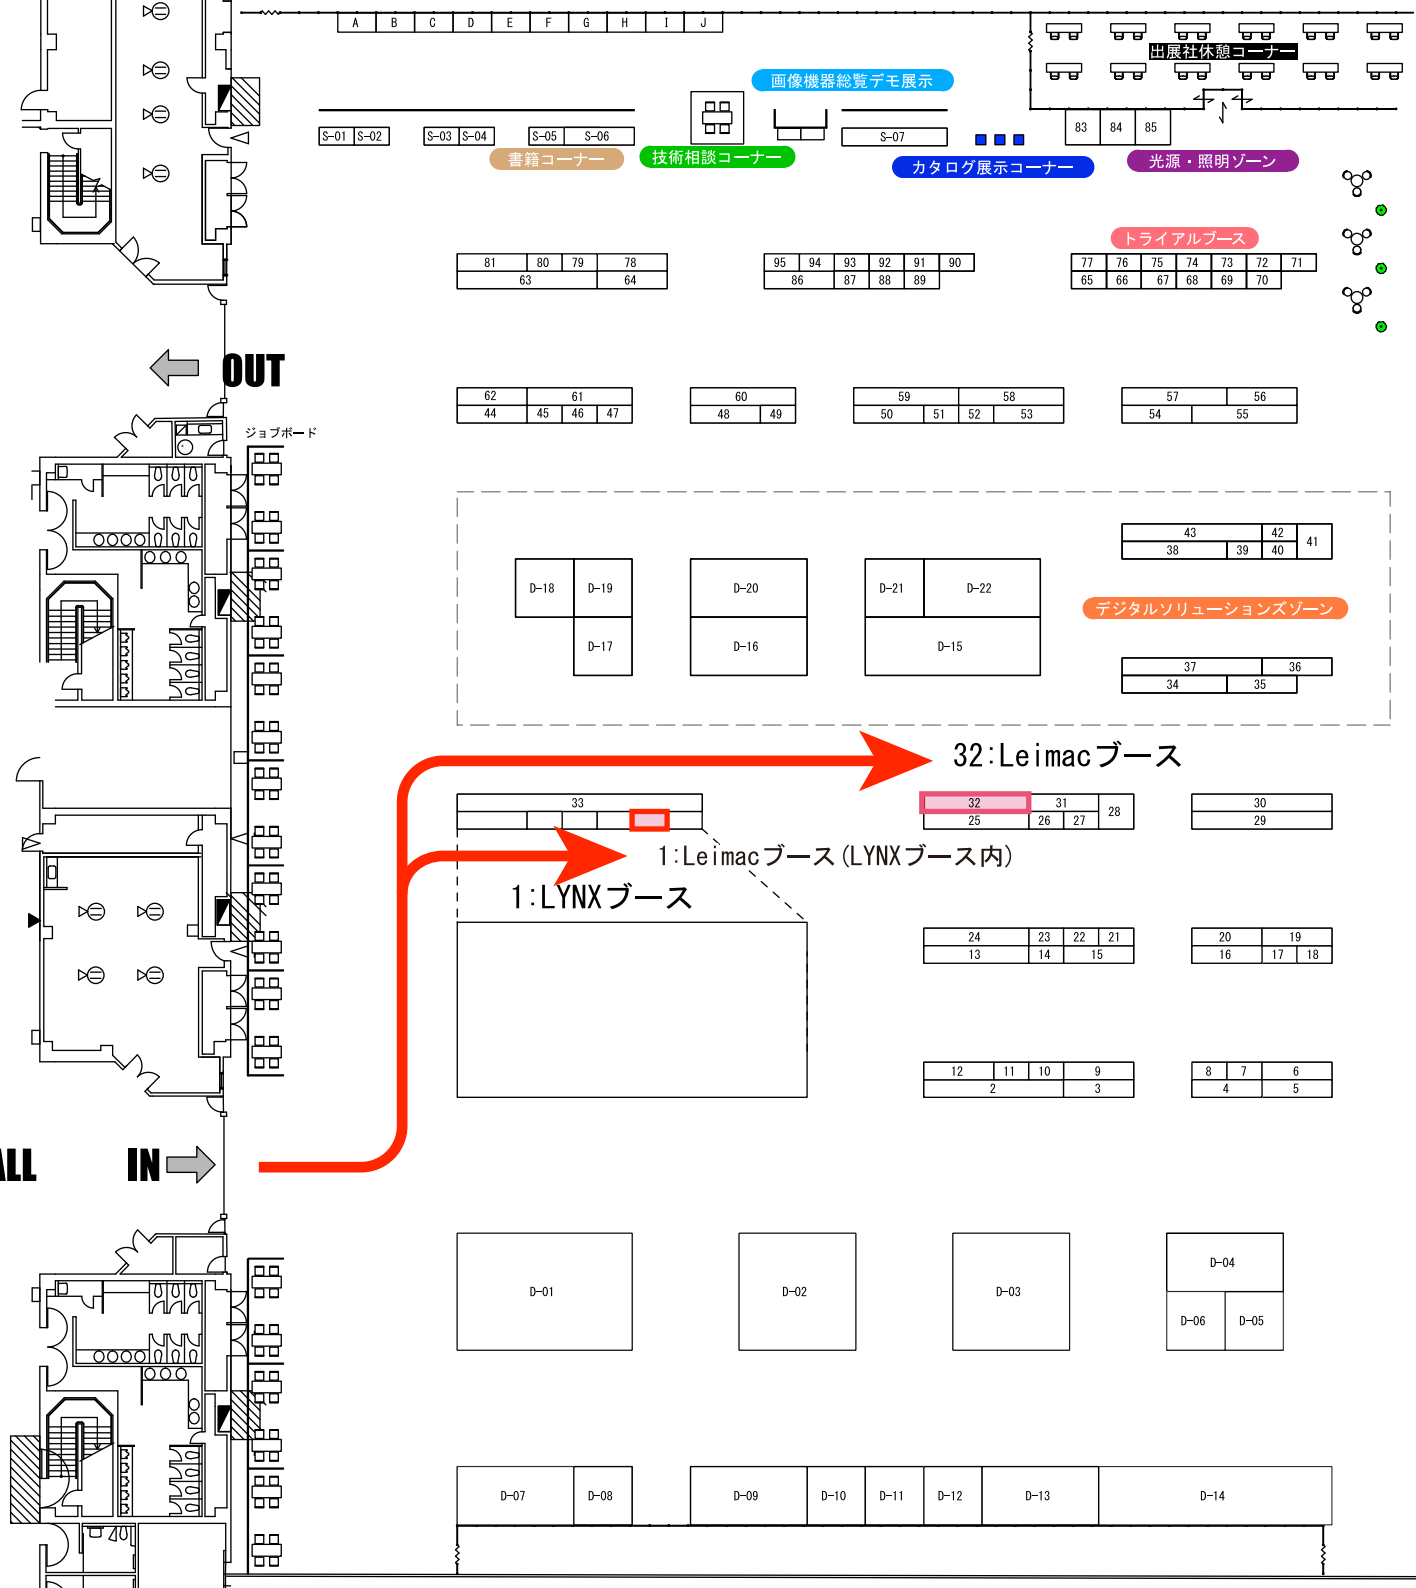 A B C D E F G H I J
出展社休憩コーナー
画像機器総覧デモ展示
S-01 S-02 S-03 S-04 S-05 S-06 S-07
83 84 85
書籍コーナー 技術相談コーナー カタログ展示コーナー 光源・照明ゾーン
トライアルブース
81 80 79 78 95 94 93 92 91 90 77 76 75 74 73 72 71
63 64 86 87 88 89 65 66 67 68 69 70
OUT
62 61 60 59 58 57 56
44 45 46 47 48 49 50 51 52 53 54 55
ジョブボード
43 42 41
38 39 40
D-18 D-19 D-20 D-21 D-22
デジタルソリューションズゾーン
D-17 D-16 D-15
37 36
34 35
32:Leimacブース
33 32 31 28 30
25 26 27 29
1:Leimacブース(LYNXブース内)
1:LYNXブース
24 23 22 21 20 19
13 14 15 16 17 18
12 11 10 9 8 7 6
2 3 4 5
ALL IN
D-01 D-02 D-03 D-04
D-06 D-05
D-07 D-08 D-09 D-10 D-11 D-12 D-13 D-14